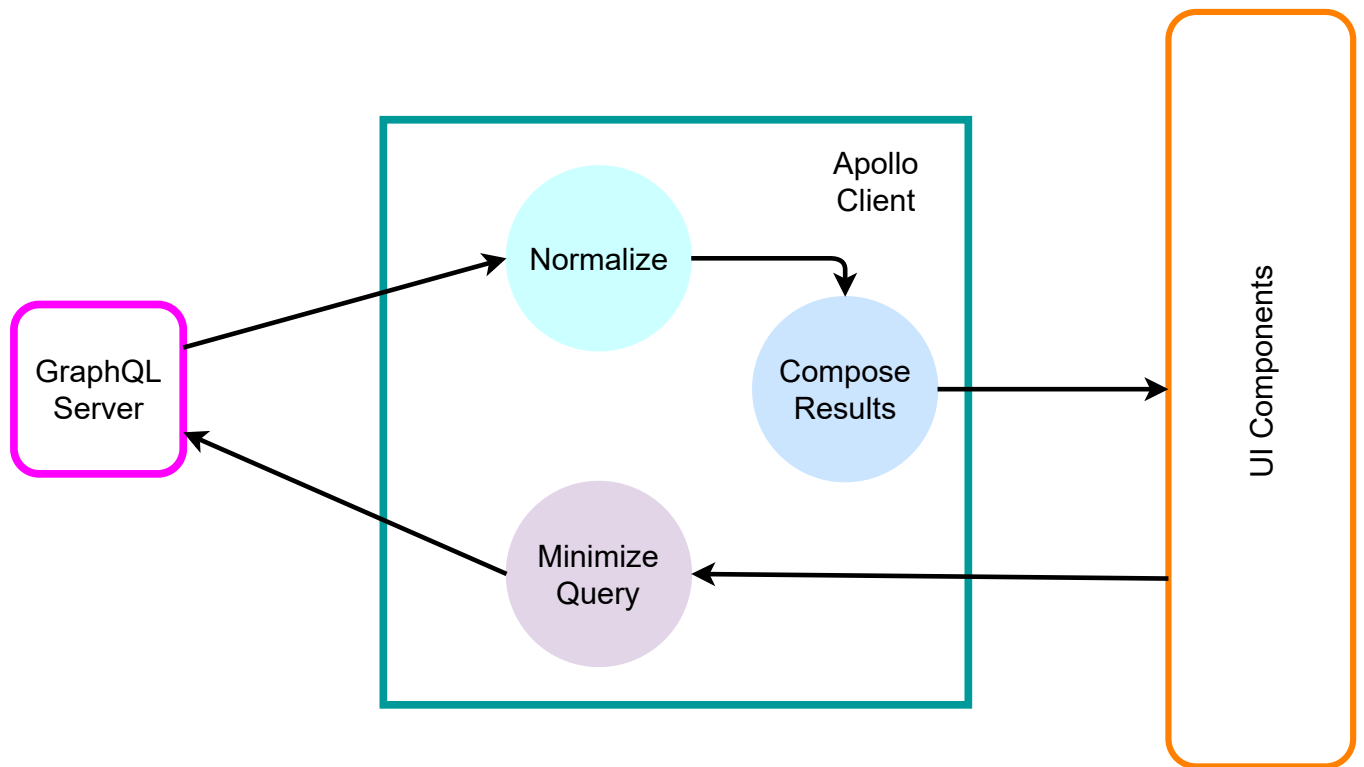 Apollo
Client
Normalize
GraphQL
Server
Compose
Results
UI Components
Minimize
Query